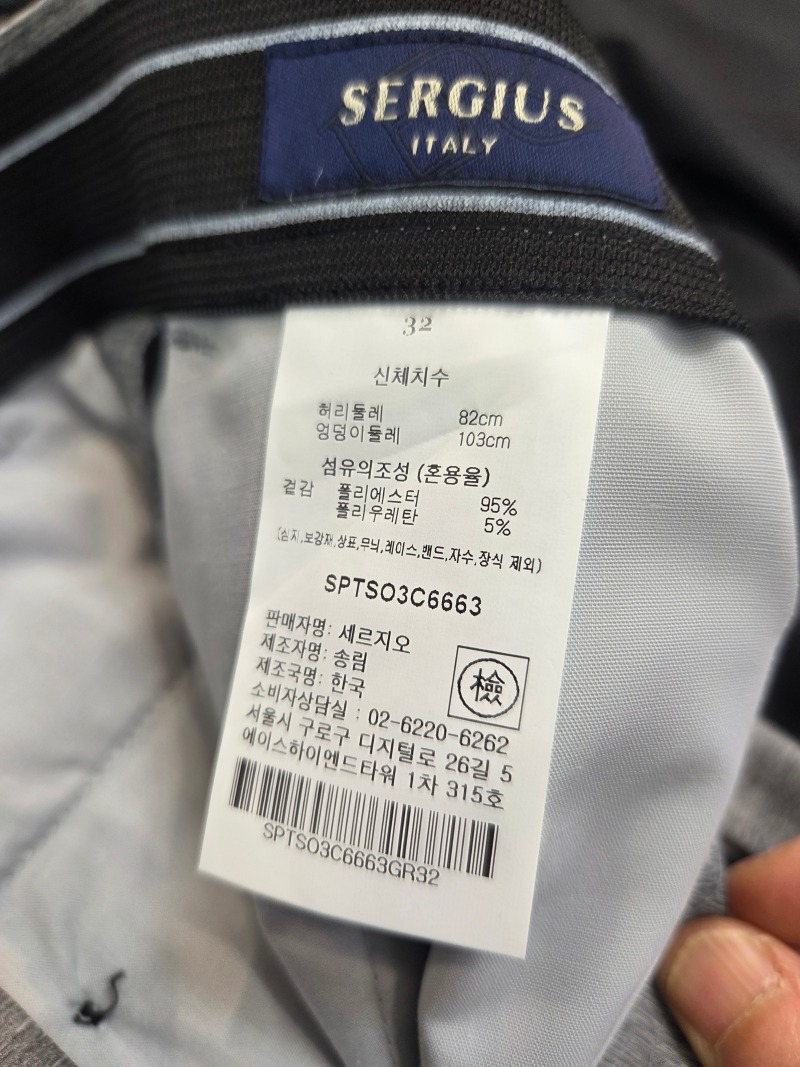 SERGIUS
ITALY
32
신체치수
허리둘레 82cm
엉덩이둘레 103cm
섬유의조성 (혼용율)
겉감 폴리에스터 95%
폴리우레탄 5%
(심지,보강재,상표,무늬,레이스,밴드,자수,장식 제외)
SPTSO3C6663
판매자명: 세르지오
제조자명: 송림
제조국명: 한국
檢
소비자상담실 : 02-6220-6262
서울시 구로구 디지털로 26길 5
에이스하이엔드타워 1차 315호
SPTSO3C6663GR32